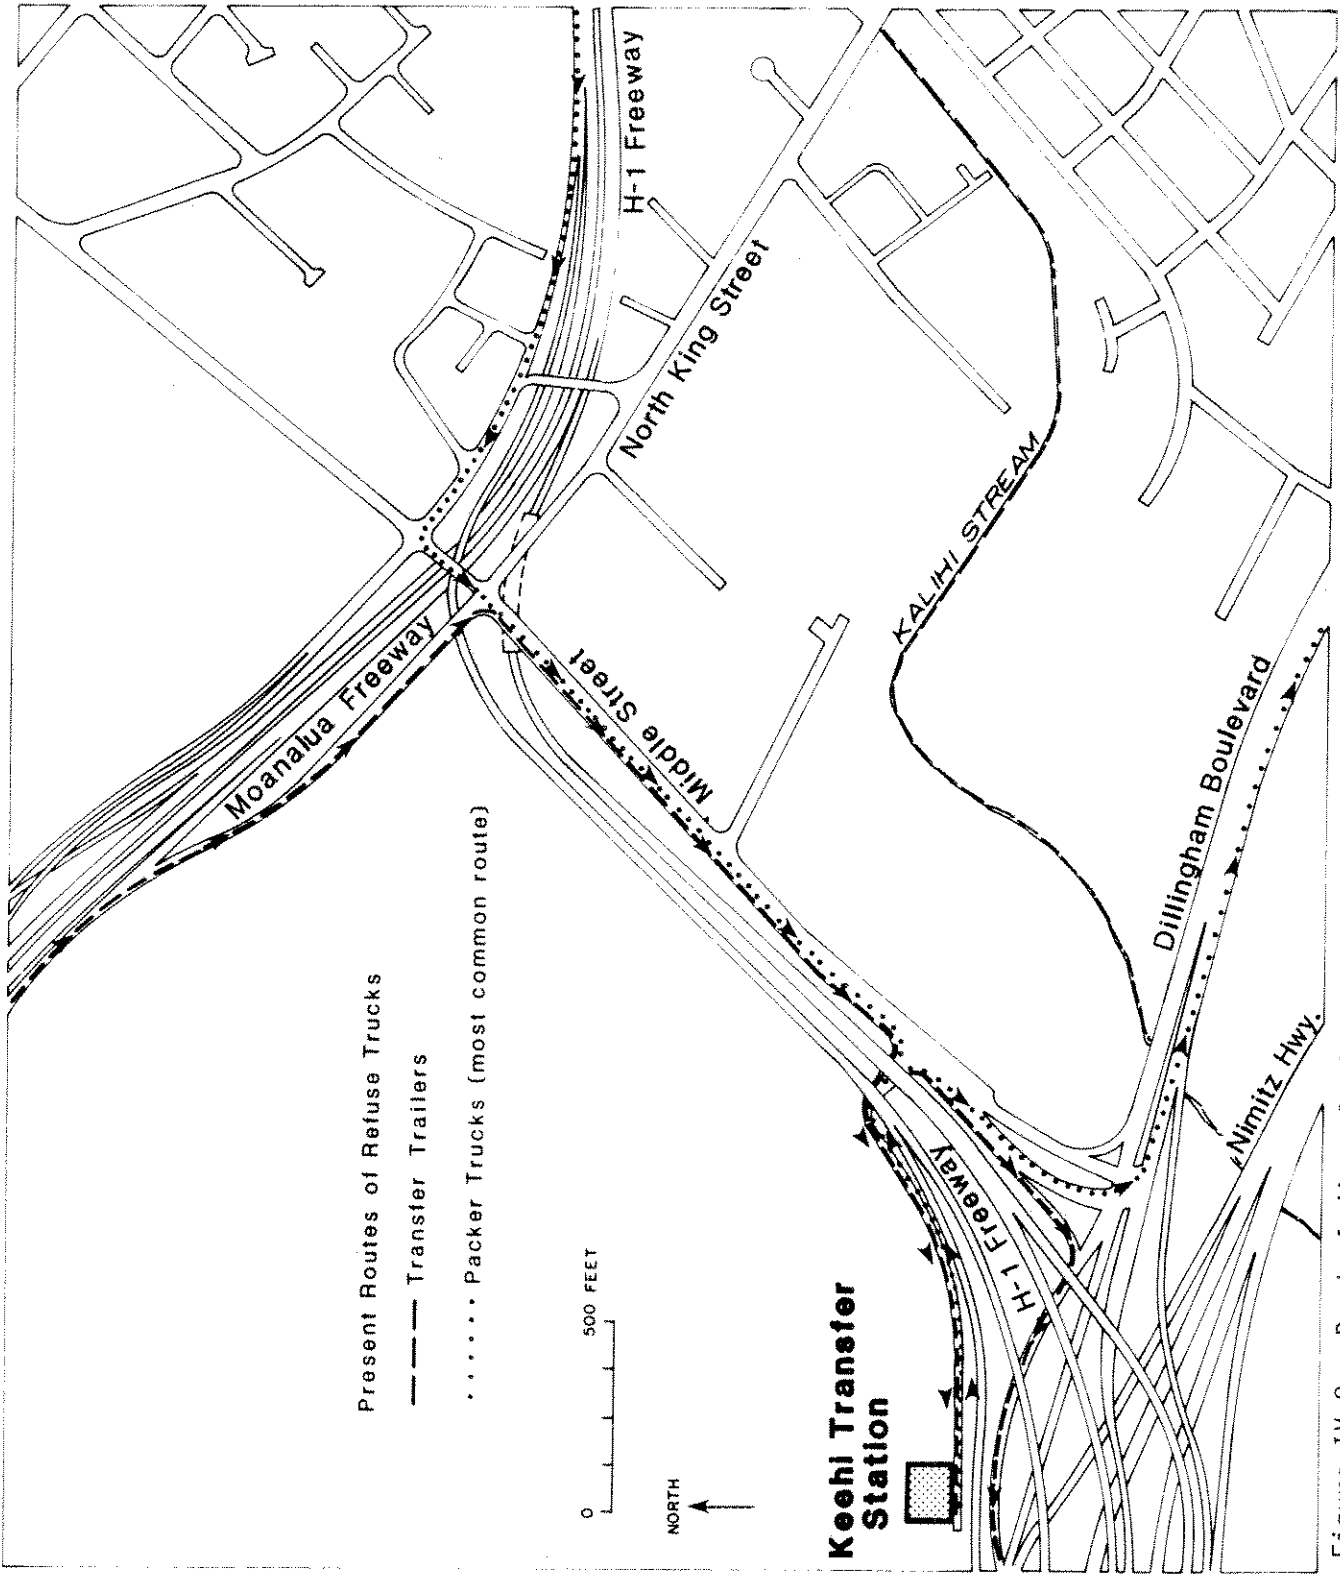 H-1 Freeway
North King Street
Moanalua Freeway
Middle Street
KALIHI STREAM
Present Routes of Refuse Trucks
Transfer Trailers
Packer Trucks (most common route)
0 500 FEET
NORTH
Keehi Transfer
Station
H-1 Freeway
Dillingham Boulevard
Nimitz Hwy.